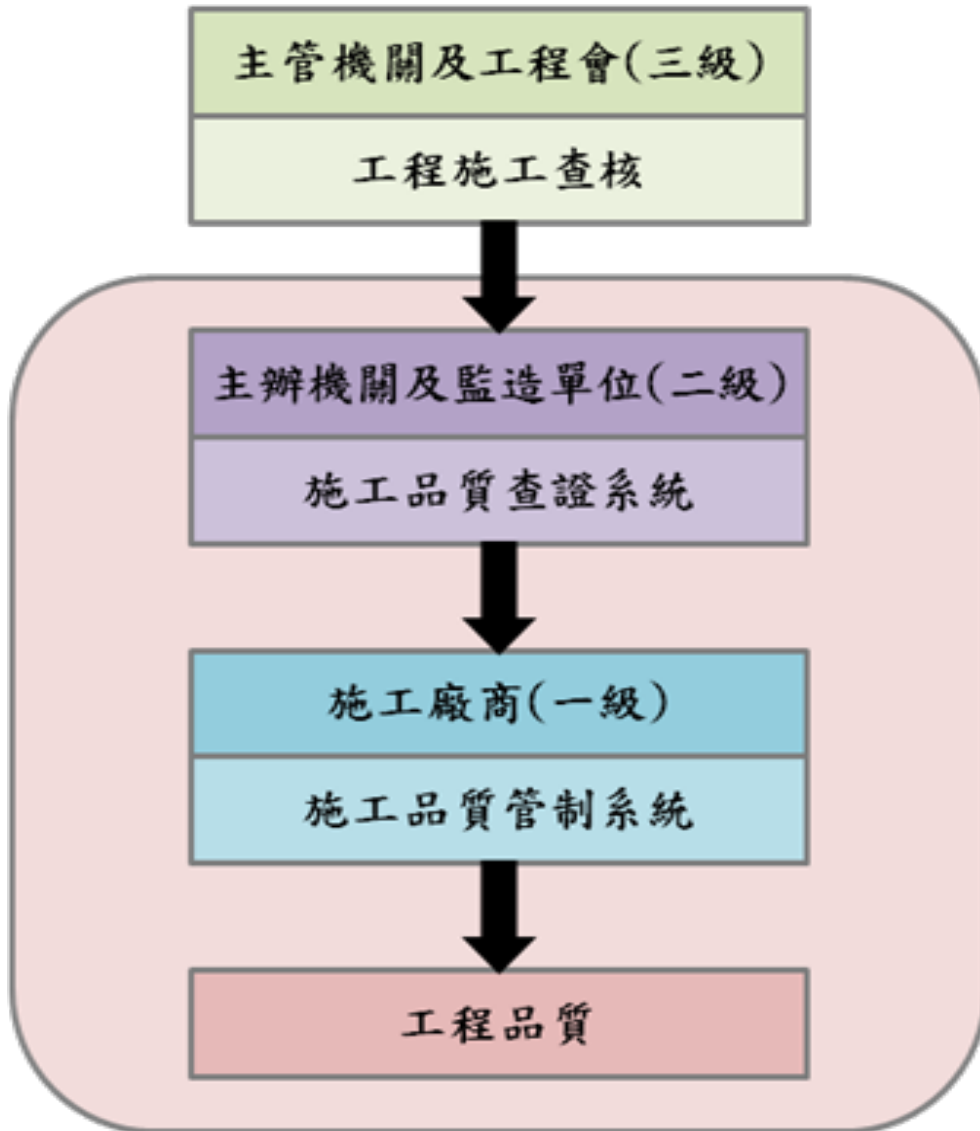 主管機關及工程會(三級)
工程施工查核
主辦機關及監造單位(二級)
施工品質查證系統
施工廠商(一級)
施工品質管制系統
工程品質